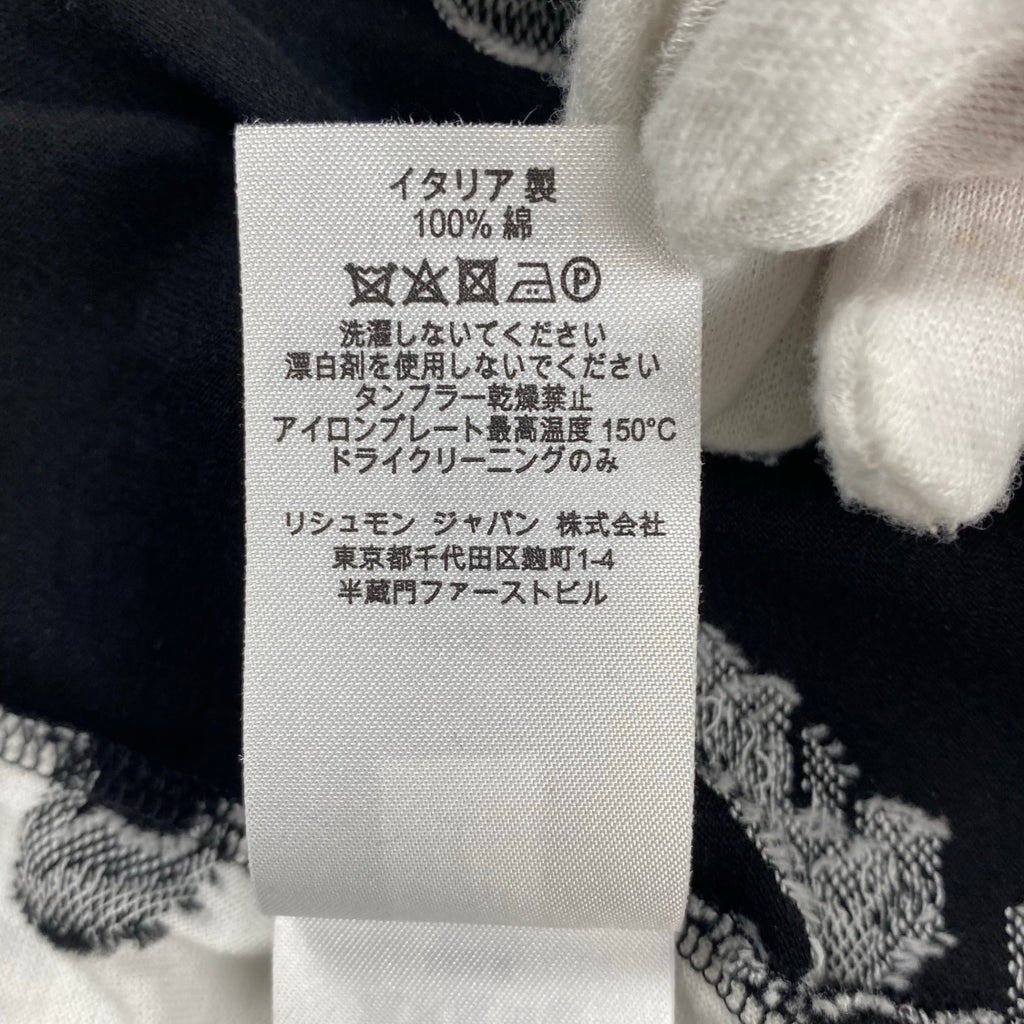 イタリア 製
100% 綿
P
洗濯しないてください
漂白剤を使用しないでください
タンフラー乾燥禁止
アイロンプレート最高温度 150°C
ドライクリーニングのみ
リシュモン ジャパン 株式会社
東京都千代田区麹町1-4
半蔵門ファーストビル